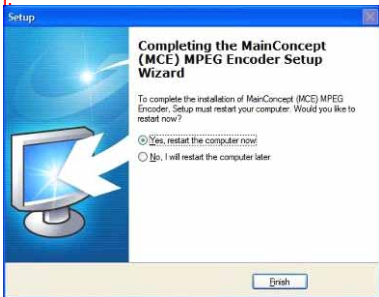 Setup
Completing the MainConcept
(MCE) MPEG Encoder Setup
Wizard
To complete the installation of MainConcept (MCE) MPEG
Encoder, Setup must restart your computer. Would you like to
restart now?
Yes, restart the computer now
No, I will restart the computer later
Finish